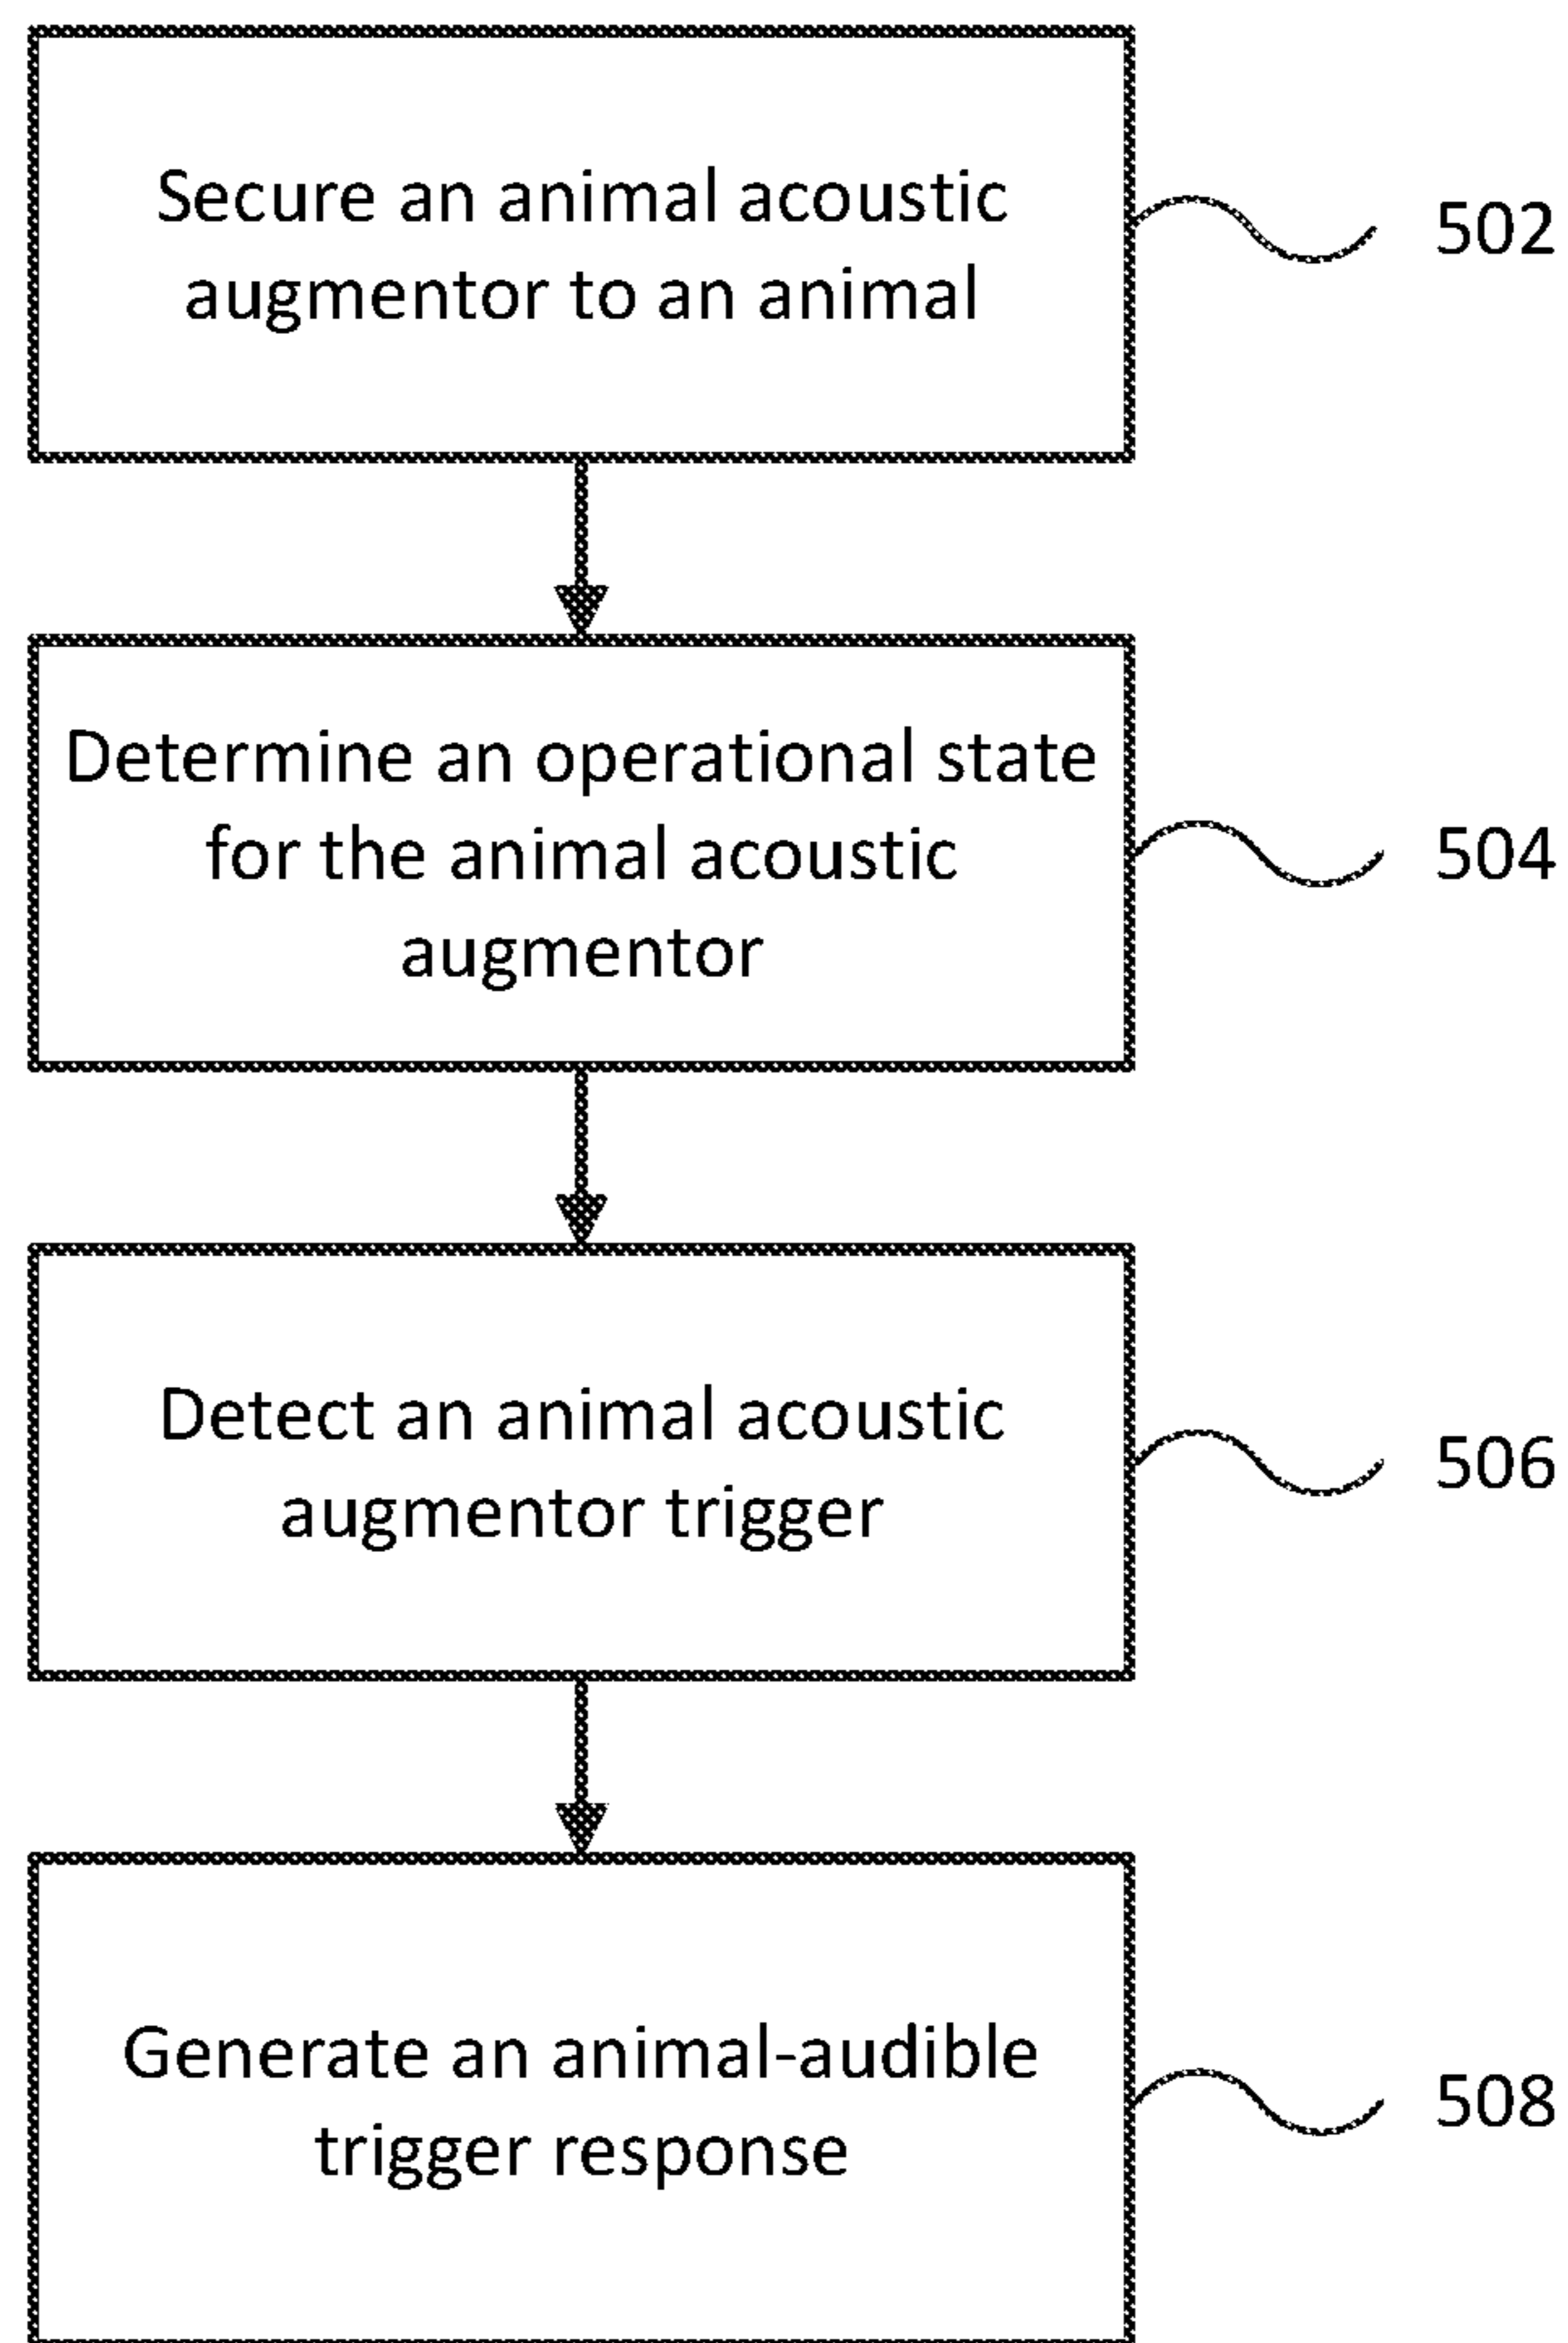 Secure an animal acoustic
augmentor to an animal
502
Determine an operational state
for the animal acoustic
augmentor
504
Detect an animal acoustic
augmentor trigger
506
Generate an animal-audible
trigger response
508